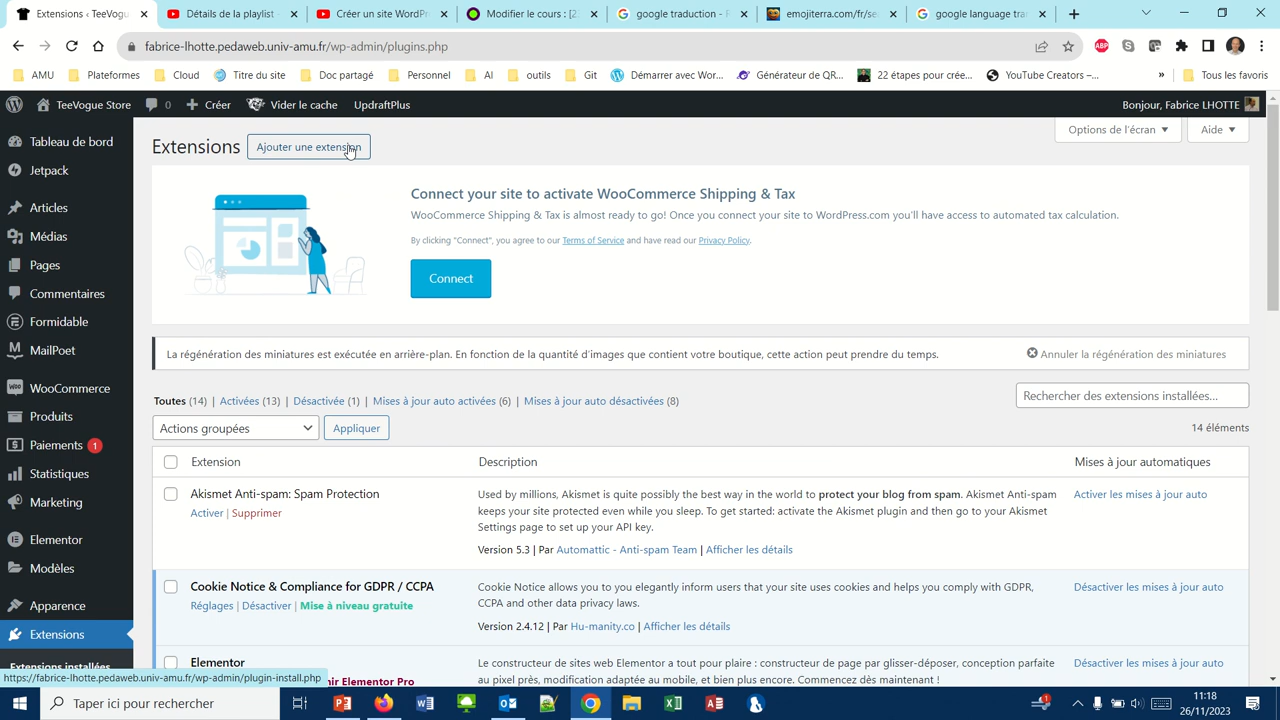 Extensions ‹ TeeVogue
Détails de la playlist
Créer un site WordPr
Modifier le cours : [2
google traduction - R
emojiterra.com/fr/se
google language tra
fabrice-lhotte.pedaweb.univ-amu.fr/wp-admin/plugins.php
AMU
Plateformes
Cloud
Titre du site
Doc partagé
Personnel
AI
outils
Git
Démarrer avec Wor...
Générateur de QR...
22 étapes pour crée...
YouTube Creators –...
»
Tous les favoris
TeeVogue Store
0
Créer
Vider le cache
UpdraftPlus
Bonjour, Fabrice LHOTTE
Tableau de bord
Jetpack
Articles
Médias
Pages
Commentaires
Formidable
MailPoet
WooCommerce
Produits
Paiements 1
Statistiques
Marketing
Elementor
Modèles
Apparence
Extensions
Extensions installées
Extensions
Ajouter une extension
Options de l'écran
Aide
Connect your site to activate WooCommerce Shipping & Tax
WooCommerce Shipping & Tax is almost ready to go! Once you connect your site to WordPress.com you'll have access to automated tax calculation.
By clicking "Connect", you agree to our Terms of Service and have read our Privacy Policy.
Connect
La régénération des miniatures est exécutée en arrière-plan. En fonction de la quantité d'images que contient votre boutique, cette action peut prendre du temps.
Annuler la régénération des miniatures
Toutes (14) | Activées (13) | Désactivée (1) | Mises à jour auto activées (6) | Mises à jour auto désactivées (8)
Rechercher des extensions installées...
Actions groupées
Appliquer
14 éléments
Extension
Description
Mises à jour automatiques
Akismet Anti-spam: Spam Protection
Activer | Supprimer
Used by millions, Akismet is quite possibly the best way in the world to protect your blog from spam. Akismet Anti-spam
keeps your site protected even while you sleep. To get started: activate the Akismet plugin and then go to your Akismet
Settings page to set up your API key.
Version 5.3 | Par Automattic - Anti-spam Team | Afficher les détails
Activer les mises à jour auto
Cookie Notice & Compliance for GDPR / CCPA
Réglages | Désactiver | Mise à niveau gratuite
Cookie Notice allows you to you elegantly inform users that your site uses cookies and helps you comply with GDPR,
CCPA and other data privacy laws.
Version 2.4.12 | Par Hu-manity.co | Afficher les détails
Désactiver les mises à jour auto
Elementor
nir Elementor Pro
Le constructeur de sites web Elementor a tout pour plaire : constructeur de page par glisser-déposer, conception parfaite
au pixel près, modification adaptée au mobile, et bien plus encore. Commencez dès maintenant !
Désactiver les mises à jour auto
https://fabrice-lhotte.pedaweb.univ-amu.fr/wp-admin/plugin-install.php
Taper ici pour rechercher
11:18
26/11/2023